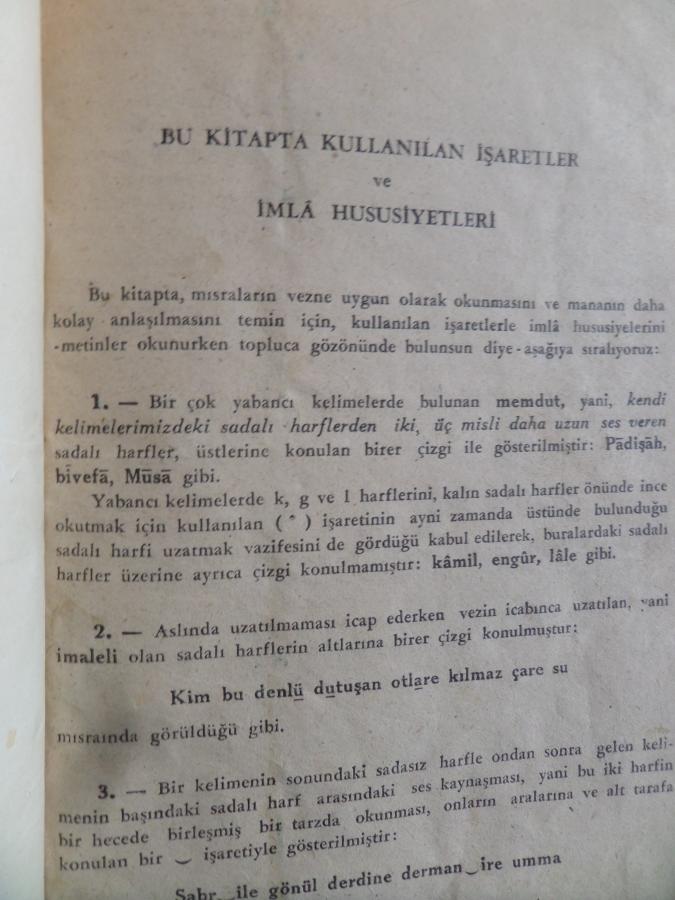 BU KİTAPTA KULLANILAN İŞARETLER
ve
İMLÂ HUSUSİYETLERİ
Bu kitapta, mısraların vezne uygun olarak okunmasını ve mananın daha
kolay anlaşılmasını temin için, kullanılan işaretlerle imlâ hususiyelerini
-metinler okunurken topluca gözönünde bulunsun diye-aşağıya sıralıyoruz:
1. — Bir çok yabancı kelimelerde bulunan memdut, yani, kendi
kelimelerimizdeki sadalı harflerden iki, üç misli daha uzun ses veren
sadalı harfler, üstlerine konulan birer çizgi ile gösterilmiştir: Pādişāh,
bīvefā, Mūsā gibi.
Yabancı kelimelerde k, g ve l harflerini, kalın sadalı harfler önünde ince
okutmak için kullanılan ( ^ ) işaretinin ayni zamanda üstünde bulunduğu
sadalı harfi uzatmak vazifesini de gördüğü kabul edilerek, buralardaki sadalı
harfler üzerine ayrıca çizgi konulmamıştır: kâmil, engûr, lâle gibi.
2. — Aslında uzatılmaması icap ederken vezin icabınca uzatılan, yani
imaleli olan sadalı harflerin altlarına birer çizgi konulmuştur:
Kim bu denlü̱ du̱tuşan otla̱re kılmaz çare su
mısraında görüldüğü gibi.
3. — Bir kelimenin sonundaki sadasız harfle ondan sonra gelen keli-
menin başındaki sadalı harf arasındaki ses kaynaşması, yani bu iki harfin
bir hecede birleşmiş bir tarzda okunması, onların aralarına ve alt tarafa
konulan bir ‿ işaretiyle gösterilmiştir:
Sabr‿ile gönül derdine derman‿ire umma